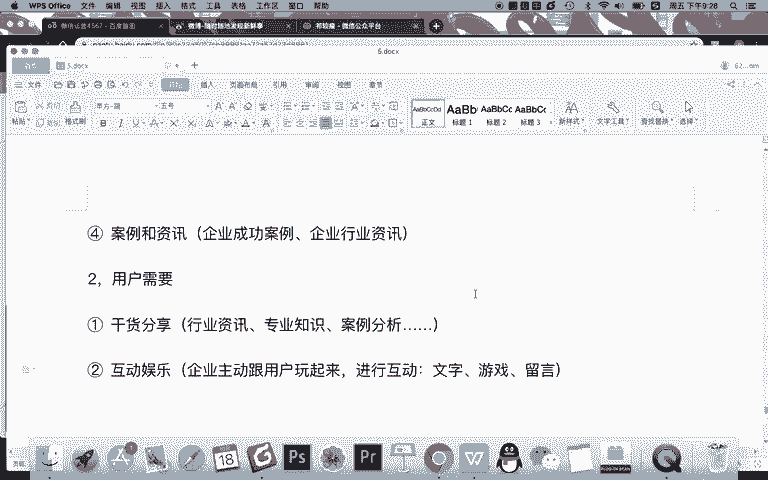 WPS Office 文件 编辑 视图 插入 格式 工具 表格 工作区 窗口 帮助 周五 下午9:28
5.docx
5.docx
文件 插入 页面布局 引用 审阅 视图 章节
粘贴 格式刷 五号 AaBbCcDd AaBb AaBbCc AaBbCc 新样式 文字工具 查找替换 选择
B I U A 正文 标题 1 标题 2 标题 3
④ 案例和资讯（企业成功案例、企业行业资讯）
2，用户需要
① 干货分享（行业资讯、专业知识、案例分析……）
② 互动娱乐（企业主动跟用户玩起来，进行互动：文字、游戏、留言）
18 Ps Pr